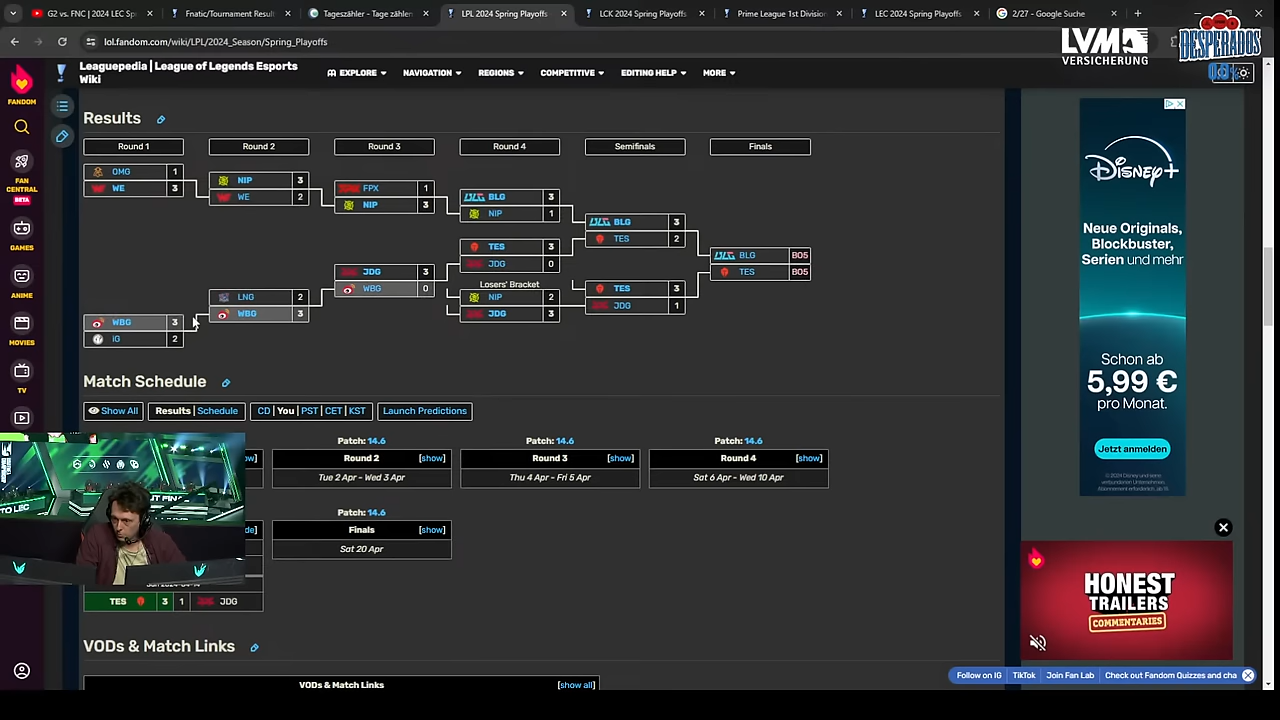 G2 vs. FNC | 2024 LEC Sp
Fnatic/Tournament Result
Tageszähler - Tage zählen
LPL 2024 Spring Playoffs
LCK 2024 Spring Playoffs
Prime League 1st Division
LEC 2024 Spring Playoffs
2/27 - Google Suche
lol.fandom.com/wiki/LPL/2024_Season/Spring_Playoffs
LVM
VERSICHERUNG
DESPERADOS
0.0%
FANDOM
FAN CENTRAL
BETA
GAMES
ANIME
MOVIES
TV
Leaguepedia | League of Legends Esports Wiki
EXPLORE
NAVIGATION
REGIONS
COMPETITIVE
EDITING HELP
MORE
Results
Round 1 Round 2 Round 3 Round 4 Semifinals Finals
OMG 1
WE 3
WBG 3
iG 2
NIP 3
WE 2
LNG 2
WBG 3
FPX 1
NIP 3
JDG 3
WBG 0
BLG 3
NIP 1
TES 3
JDG 0
Losers' Bracket
NIP 2
JDG 3
BLG 3
TES 2
TES 3
JDG 1
BLG BO5
TES BO5
Match Schedule
Show All
Results | Schedule
CD | You | PST | CET | KST
Launch Predictions
Patch: 14.6
Round 2 [show]
Tue 2 Apr - Wed 3 Apr
Patch: 14.6
Round 3 [show]
Thu 4 Apr - Fri 5 Apr
Patch: 14.6
Round 4 [show]
Sat 6 Apr - Wed 10 Apr
Patch: 14.6
Finals [show]
Sat 20 Apr
TES 3 1 JDG
VODs & Match Links
VODs & Match Links [show all]
Disney+
Neue Originals,
Blockbuster,
Serien und mehr
Schon ab
5,99 €
pro Monat.
Jetzt anmelden
HONEST
TRAILERS
COMMENTARIES
Follow on IG
TikTok
Join Fan Lab
Check out Fandom Quizzes and cha